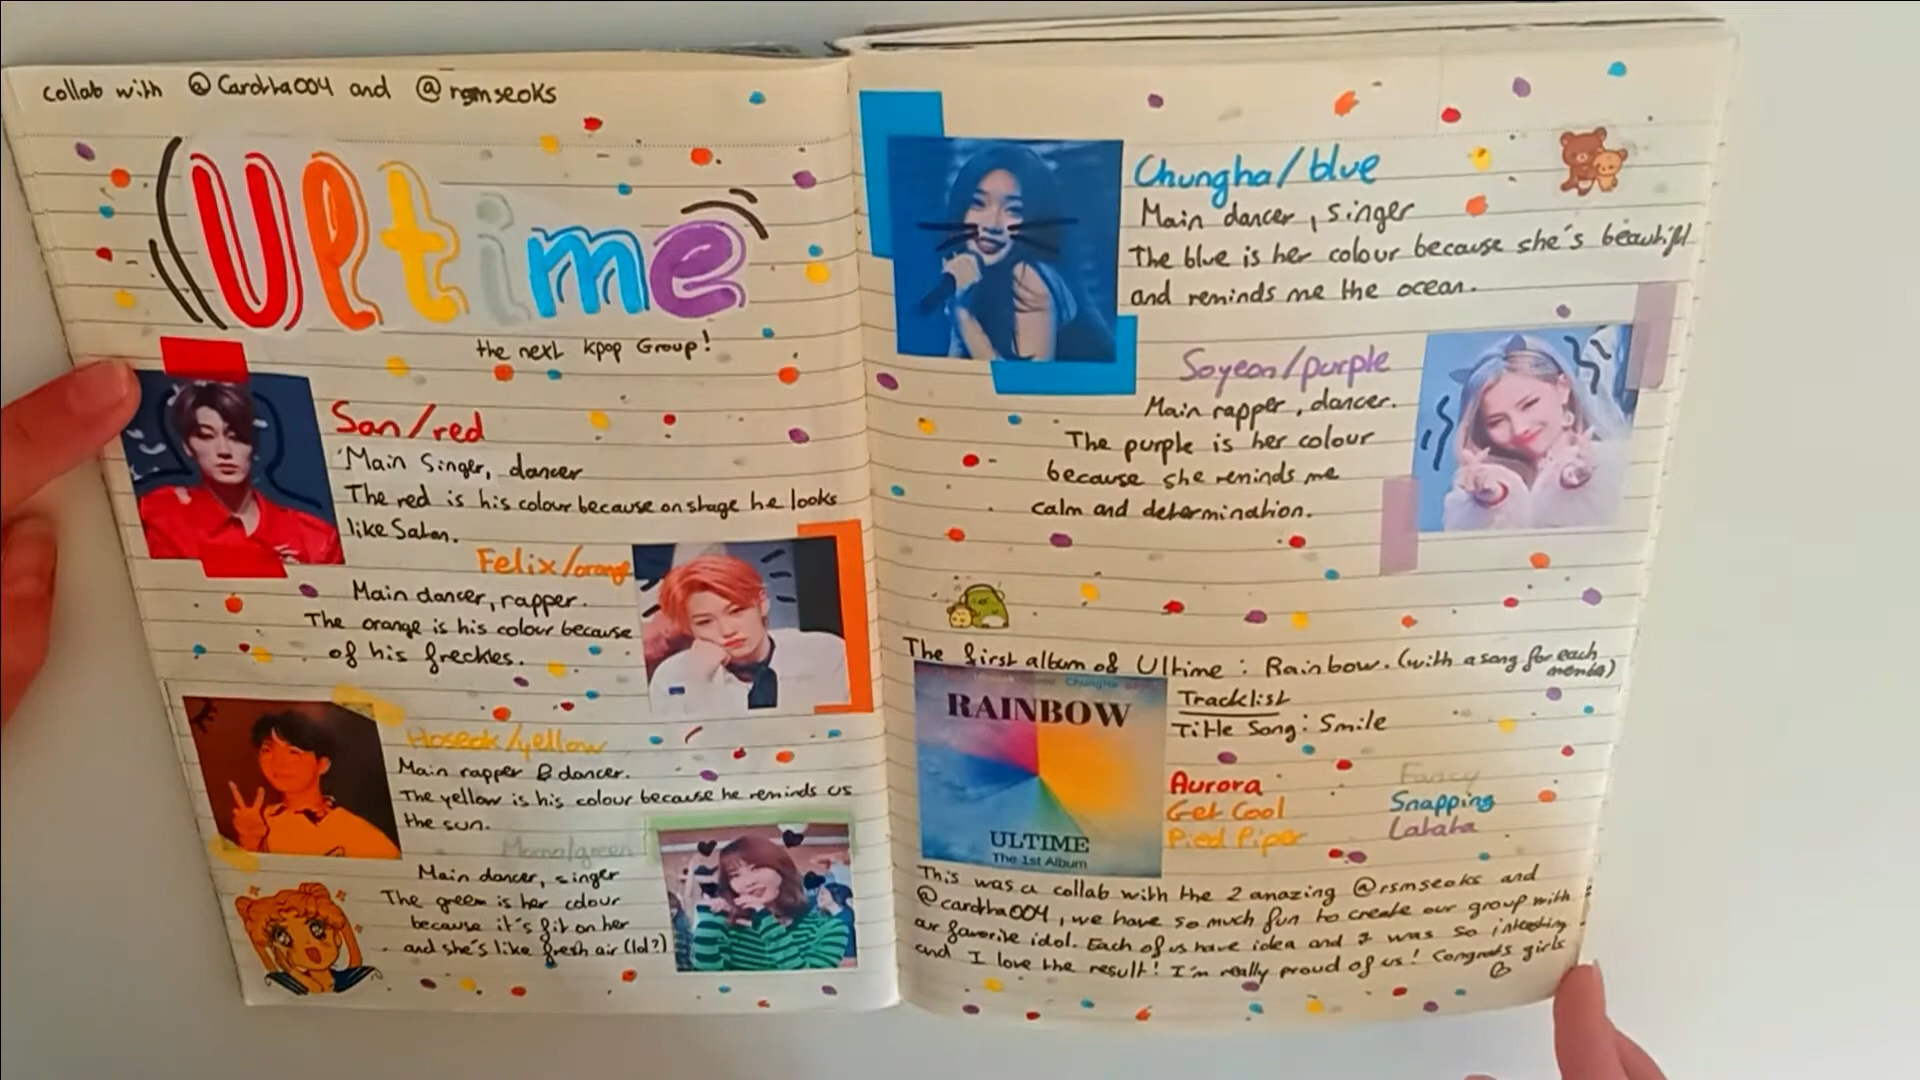 collab with @Carotta004 and @rsmseoks
Ultime
the next kpop Group!
San/red
Main Singer, dancer
The red is his colour because on stage he looks
like Satan.
Felix/orange
Main dancer, rapper.
The orange is his colour because
of his freckles.
Hoseok/yellow
Main rapper & dancer.
The yellow is his colour because he reminds us
the sun.
Momo/green
Main dancer, singer
The green is her colour
because it's fit on her
and she's like fresh air (lol?)
Chungha/blue
Main dancer, singer
The blue is her colour because she's beautiful
and reminds me the ocean.
Soyeon/purple
Main rapper, dancer.
The purple is her colour
because she reminds me
calm and determination.
The first album of Ultime : Rainbow. (with a song for each
member)
ChungHa
RAINBOW
ULTIME
The 1st Album
Tracklist
Title Song : Smile
Aurora
Get Cool
Pied Piper
Fancy
Snapping
Latata
This was a collab with the 2 amazing @rsmseoks and
@carotta004, we have so much fun to create our group with
our favorite idol. Each of us have idea and I was so interesting
and I love the result! I'm really proud of us! Congrats girls